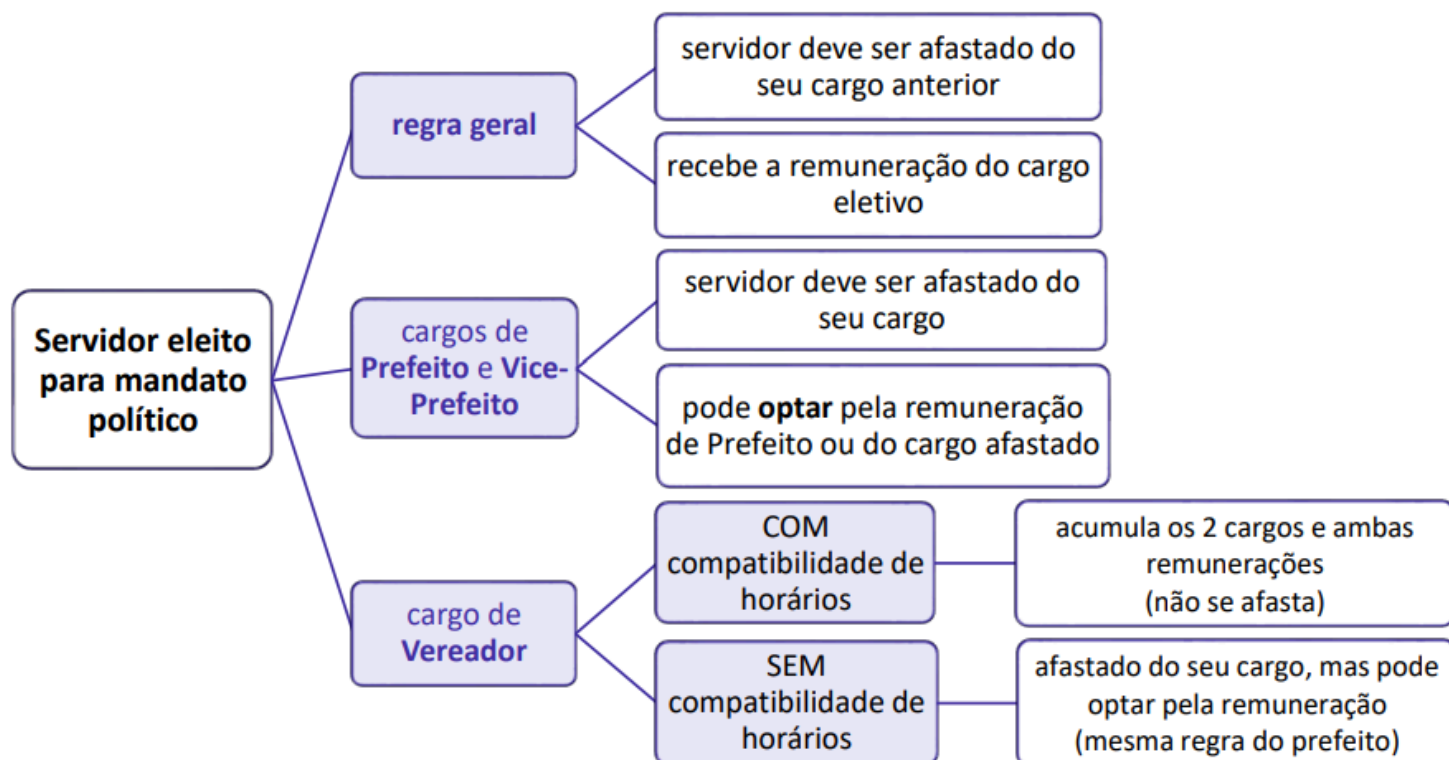 Servidor eleito
para mandato
político
regra geral
servidor deve ser afastado do
seu cargo anterior
recebe a remuneração do cargo
eletivo
cargos de
Prefeito e Vice-
Prefeito
servidor deve ser afastado do
seu cargo
pode optar pela remuneração
de Prefeito ou do cargo afastado
cargo de
Vereador
COM
compatibilidade de
horários
acumula os 2 cargos e ambas
remunerações
(não se afasta)
SEM
compatibilidade de
horários
afastado do seu cargo, mas pode
optar pela remuneração
(mesma regra do prefeito)